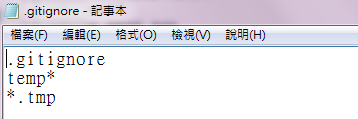 .gitignore - 記事本
檔案(F) 編輯(E) 格式(O) 檢視(V) 說明(H)
.gitignore
temp*
*.tmp